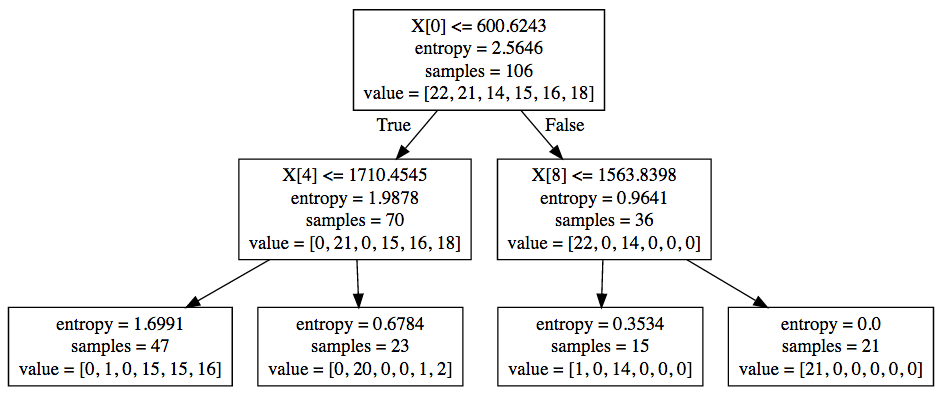 X[0] <= 600.6243
entropy = 2.5646
samples = 106
value = [22, 21, 14, 15, 16, 18]
True
False
X[4] <= 1710.4545
entropy = 1.9878
samples = 70
value = [0, 21, 0, 15, 16, 18]
X[8] <= 1563.8398
entropy = 0.9641
samples = 36
value = [22, 0, 14, 0, 0, 0]
entropy = 1.6991
samples = 47
value = [0, 1, 0, 15, 15, 16]
entropy = 0.6784
samples = 23
value = [0, 20, 0, 0, 1, 2]
entropy = 0.3534
samples = 15
value = [1, 0, 14, 0, 0, 0]
entropy = 0.0
samples = 21
value = [21, 0, 0, 0, 0, 0]